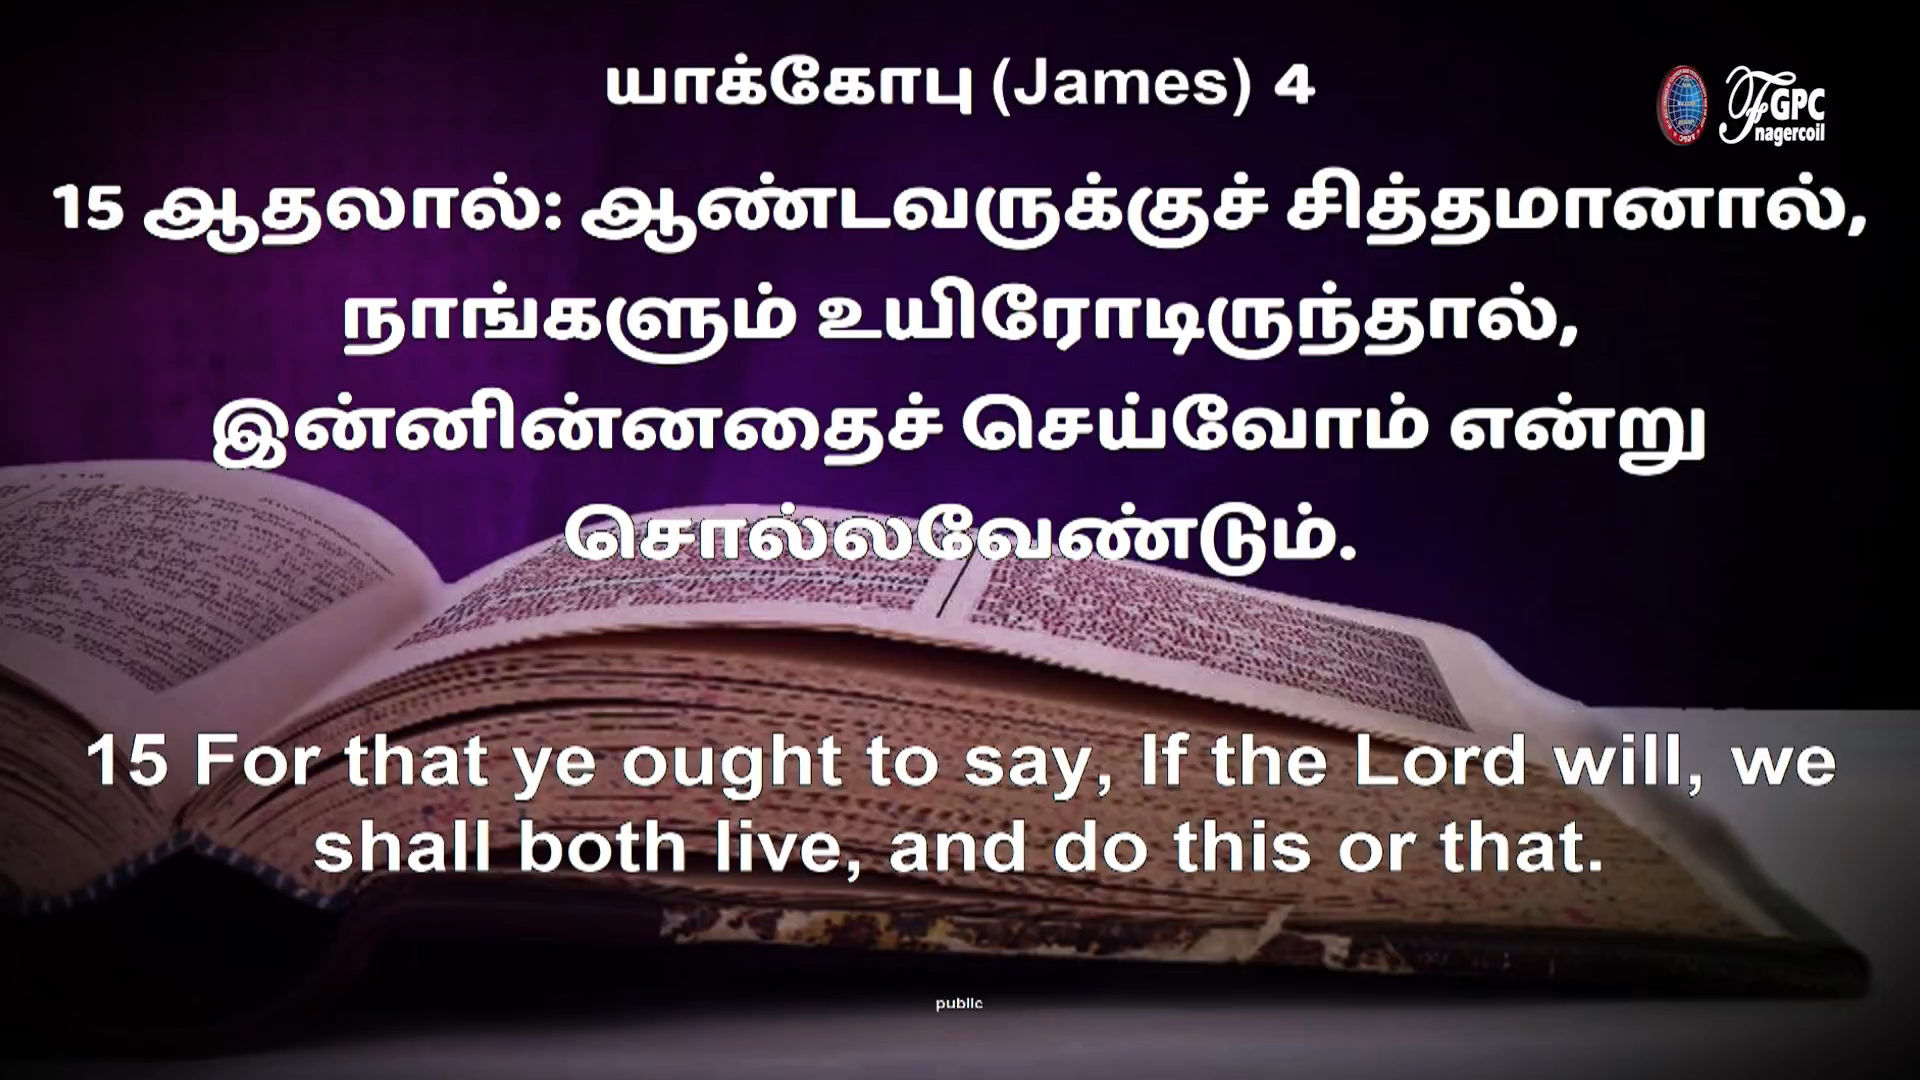 யாக்கோபு (James) 4
FGPC
nagercoil
15 ஆதலால்: ஆண்டவருக்குச் சித்தமானால்,
நாங்களும் உயிரோடிருந்தால்,
இன்னின்னதைச் செய்வோம் என்று
சொல்லவேண்டும்.
15 For that ye ought to say, If the Lord will, we
shall both live, and do this or that.
public